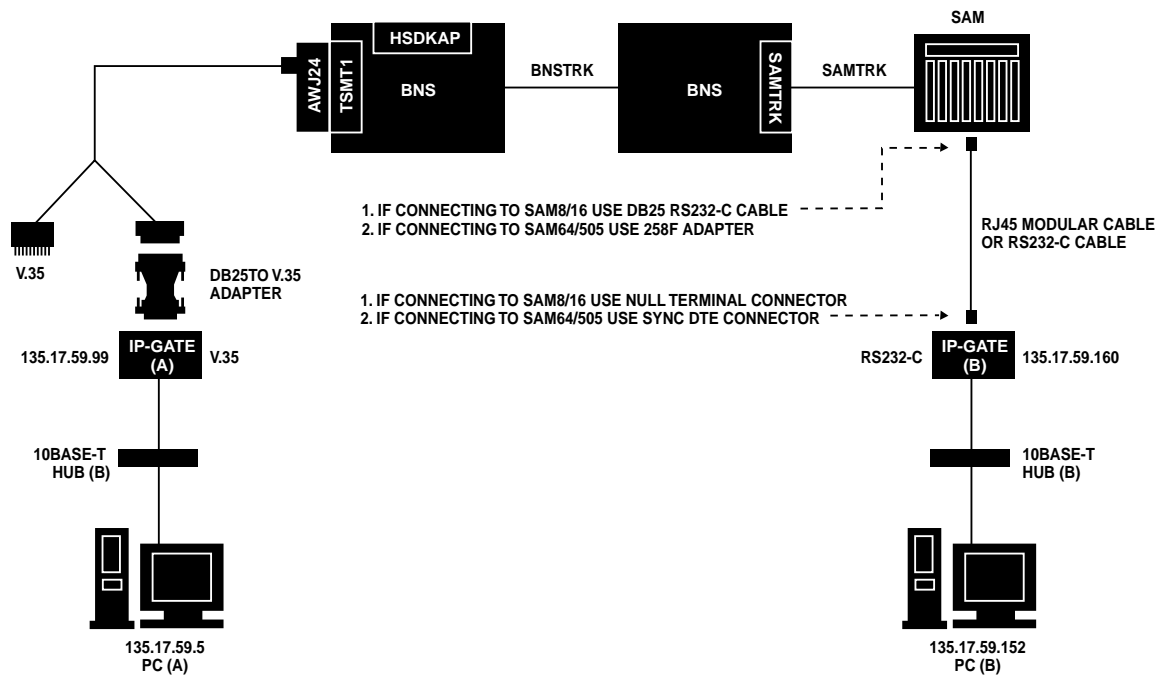 SAM
HSDKAP
AWJ24
TSMT1
BNS
BNSTRK
BNS
SAMTRK
SAMTRK
1. IF CONNECTING TO SAM8/16 USE DB25 RS232-C CABLE
2. IF CONNECTING TO SAM64/505 USE 258F ADAPTER
RJ45 MODULAR CABLE
OR RS232-C CABLE
V.35
DB25TO V.35
ADAPTER
1. IF CONNECTING TO SAM8/16 USE NULL TERMINAL CONNECTOR
2. IF CONNECTING TO SAM64/505 USE SYNC DTE CONNECTOR
135.17.59.99
IP-GATE
(A)
V.35
RS232-C
IP-GATE
(B)
135.17.59.160
10BASE-T
HUB (B)
10BASE-T
HUB (B)
135.17.59.5
PC (A)
135.17.59.152
PC (B)